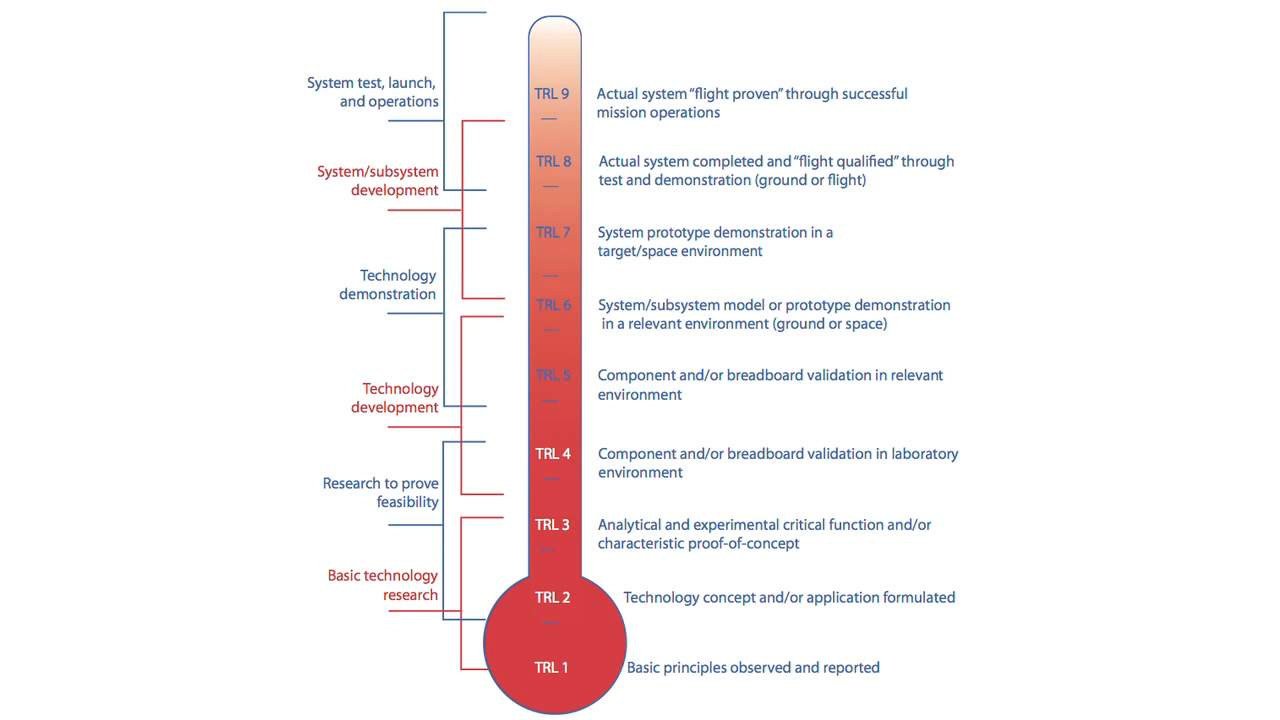 System test, launch,
and operations
System/subsystem
development
Technology
demonstration
Technology
development
Research to prove
feasibility
Basic technology
research
TRL 9
Actual system “flight proven” through successful
mission operations
TRL 8
Actual system completed and “flight qualified” through
test and demonstration (ground or flight)
TRL 7
System prototype demonstration in a
target/space environment
TRL 6
System/subsystem model or prototype demonstration
in a relevant environment (ground or space)
TRL 5
Component and/or breadboard validation in relevant
environment
TRL 4
Component and/or breadboard validation in laboratory
environment
TRL 3
Analytical and experimental critical function and/or
characteristic proof-of-concept
TRL 2
Technology concept and/or application formulated
TRL 1
Basic principles observed and reported